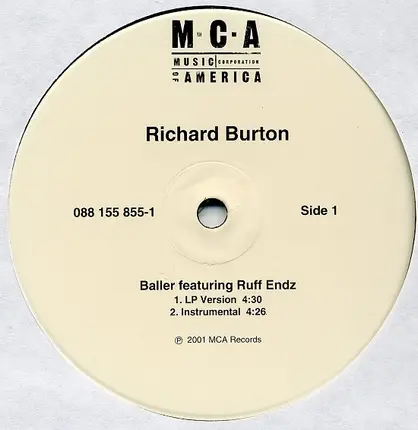 M·C·A
MUSIC CORPORATION
OF AMERICA
Richard Burton
088 155 855-1
Side 1
Baller featuring Ruff Endz
1. LP Version 4:30
2. Instrumental 4:26
℗ 2001 MCA Records